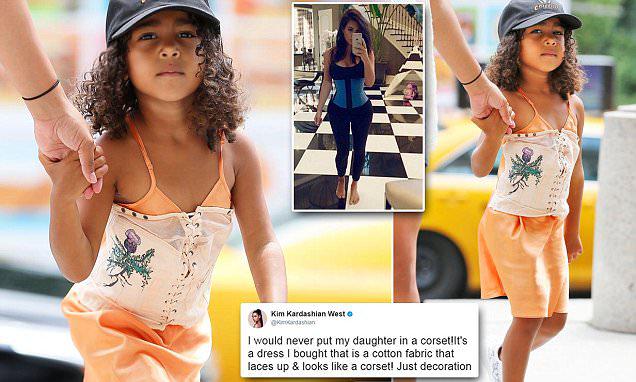 Kim Kardashian West
@KimKardashian
I would never put my daughter in a corset!It's
a dress I bought that is a cotton fabric that
laces up & looks like a corset! Just decoration